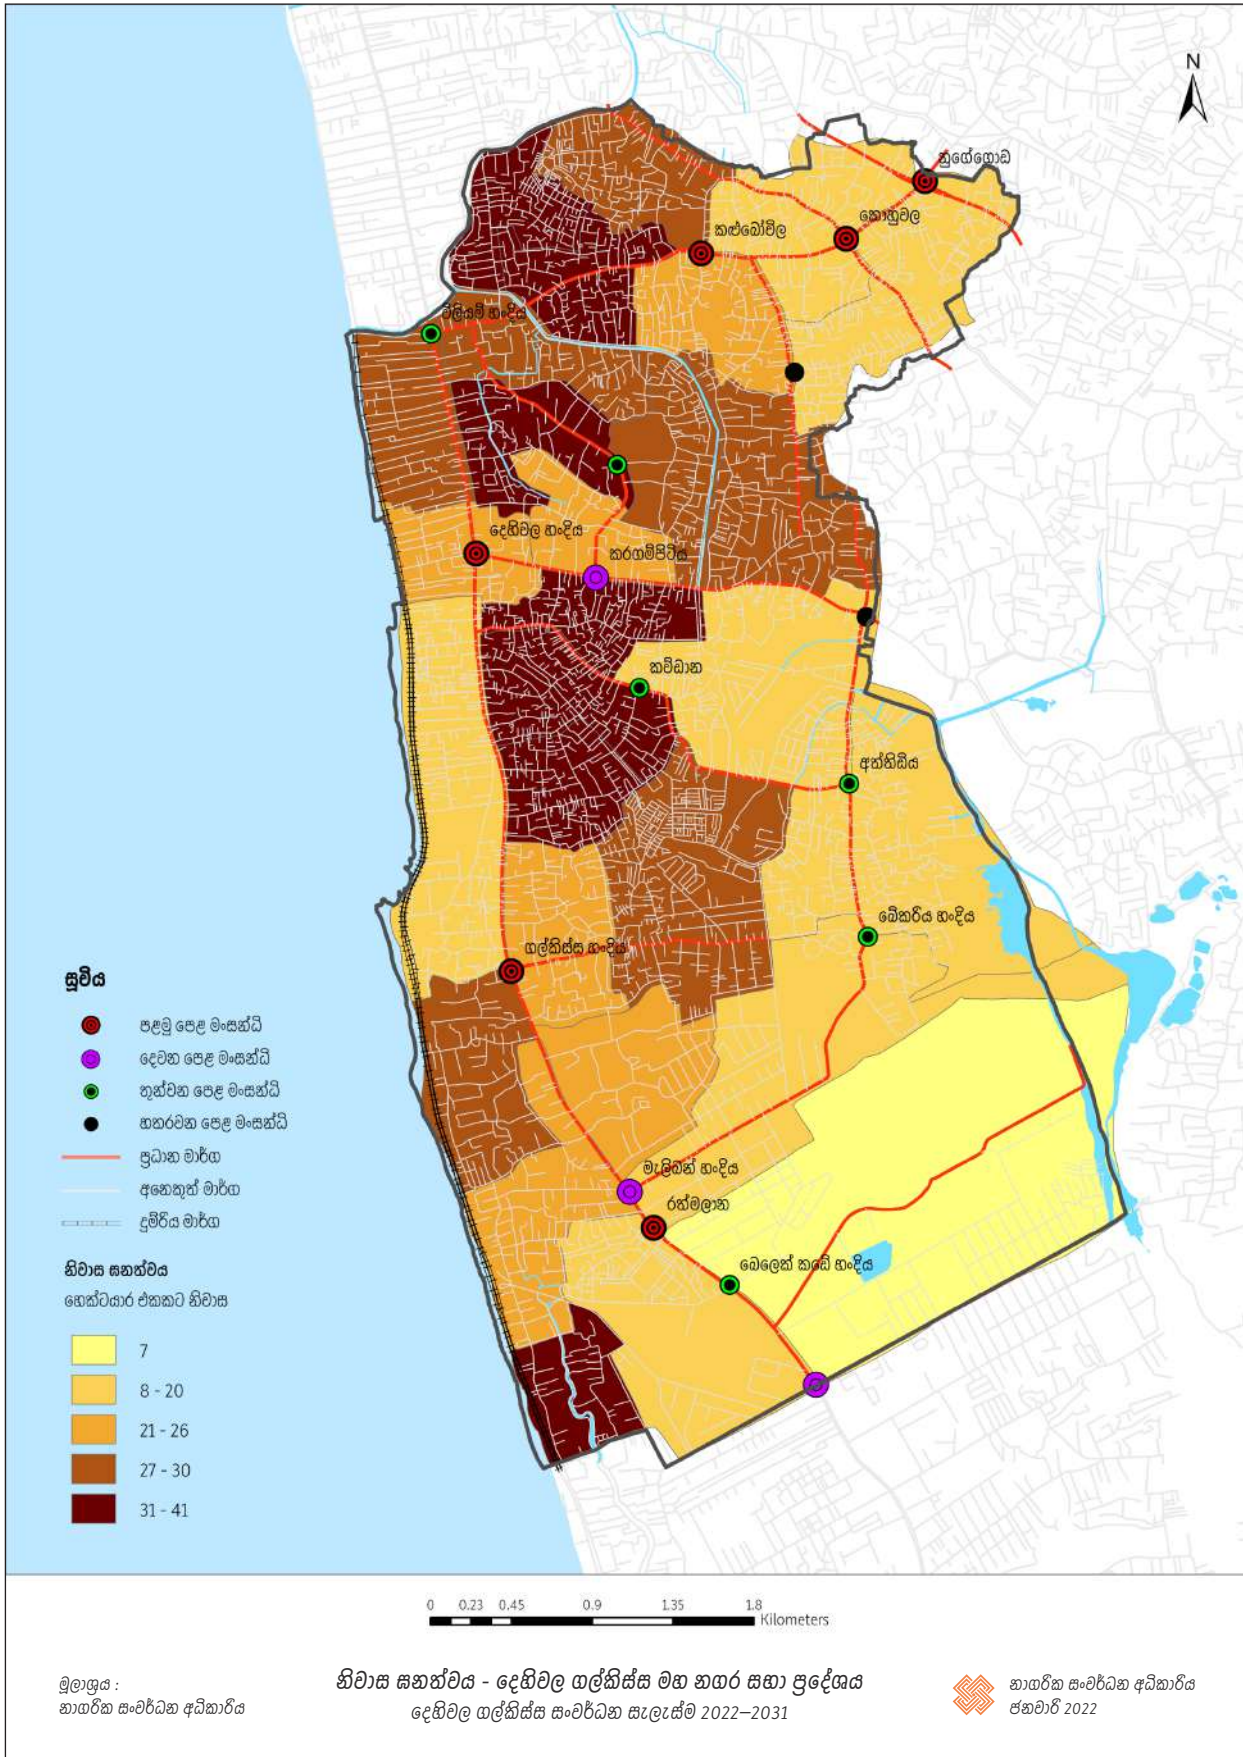 N
නුගේගොඩ
කොහුවල
කළුබෝවිල
විලියම් හංදිය
දෙහිවල හංදිය
කරගම්පිටිය
කව්ඩාන
අත්තිඩිය
බේකරිය හංදිය
ගල්කිස්ස හංදිය
මැලිබන් හංදිය
රත්මලාන
බෙලෙක් කඩේ හංදිය
සූචිය
පළමු පෙළ මංසන්ධි
දෙවන පෙළ මංසන්ධි
තුන්වන පෙළ මංසන්ධි
හතරවන පෙළ මංසන්ධි
ප්‍රධාන මාර්ග
අනෙකුත් මාර්ග
දුම්රිය මාර්ග
නිවාස ඝනත්වය
හෙක්ටයාර එකකට නිවාස
7
8 - 20
21 - 26
27 - 30
31 - 41
0 0.23 0.45 0.9 1.35 1.8
Kilometers
මූලාශ්‍රය :
නාගරික සංවර්ධන අධිකාරිය
නිවාස ඝනත්වය - දෙහිවල ගල්කිස්ස මහ නගර සභා ප්‍රදේශය
දෙහිවල ගල්කිස්ස සංවර්ධන සැලැස්ම 2022–2031
නාගරික සංවර්ධන අධිකාරිය
ජනවාරි 2022